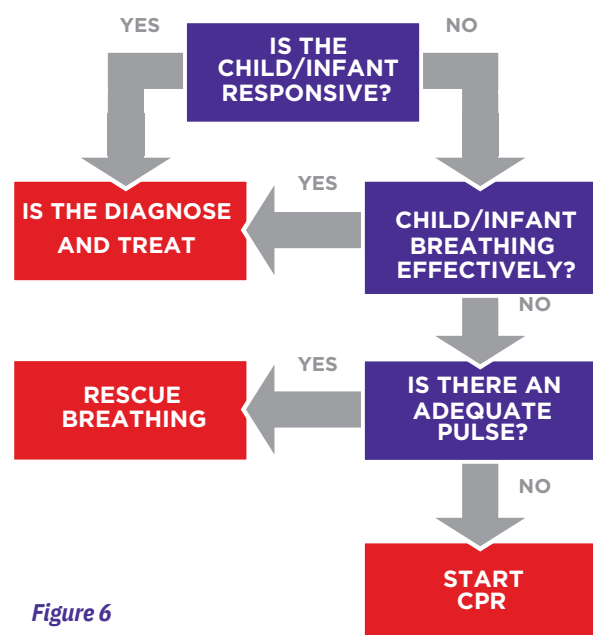 YES
IS THE
CHILD/INFANT
RESPONSIVE?
NO
IS THE DIAGNOSE
AND TREAT
YES
CHILD/INFANT
BREATHING
EFFECTIVELY?
NO
RESCUE
BREATHING
YES
IS THERE AN
ADEQUATE
PULSE?
NO
START
CPR
Figure 6